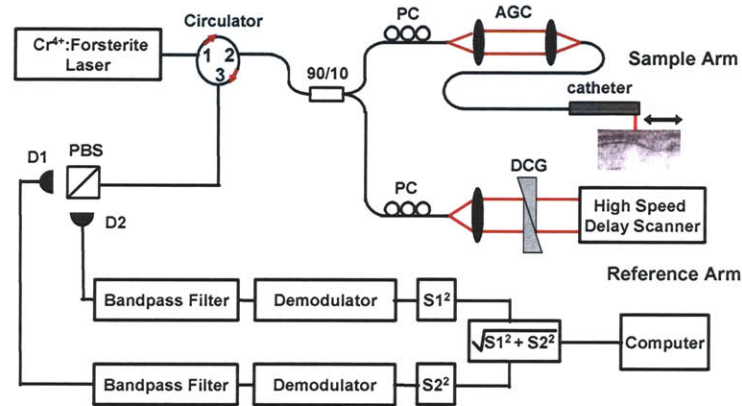 Circulator
Cr⁴⁺:Forsterite
Laser
1
2
3
90/10
PC
AGC
Sample Arm
catheter
D1
PBS
D2
PC
DCG
High Speed
Delay Scanner
Reference Arm
Bandpass Filter
Demodulator
S1²
√S1² + S2²
Computer
Bandpass Filter
Demodulator
S2²